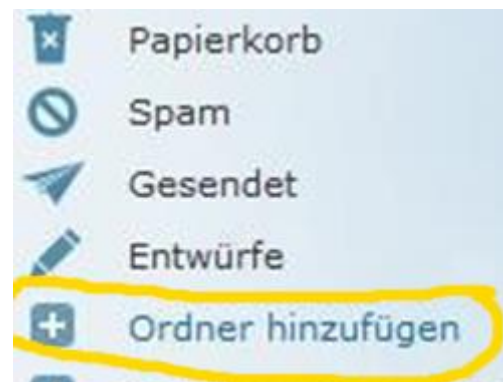 Papierkorb
Spam
Gesendet
Entwürfe
Ordner hinzufügen